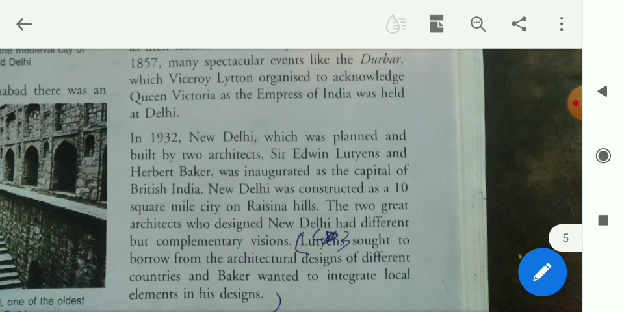 the medieval city of
d Delhi
abad there was an
l, one of the oldest
1857, many spectacular events like the Durbar,
which Viceroy Lytton organised to acknowledge
Queen Victoria as the Empress of India was held
at Delhi.
In 1932, New Delhi, which was planned and
built by two architects, Sir Edwin Lutyens and
Herbert Baker, was inaugurated as the capital of
British India. New Delhi was constructed as a 10
square mile city on Raisina hills. The two great
architects who designed New Delhi had different
but complementary visions. Lutyens sought to
borrow from the architectural designs of different
countries and Baker wanted to integrate local
elements in his designs.
5